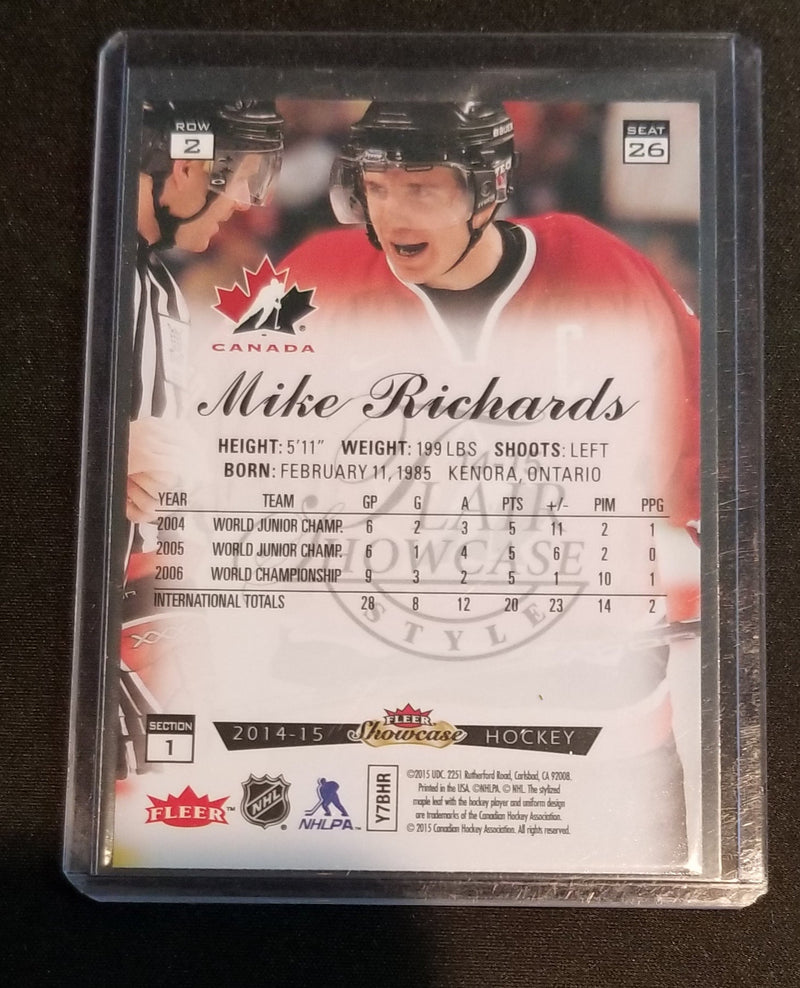 ROW
2
SEAT
26
CANADA
Mike Richards
HEIGHT: 5'11" WEIGHT: 199 LBS SHOOTS: LEFT
BORN: FEBRUARY 11, 1985 KENORA, ONTARIO
YEAR TEAM GP G A PTS +/- PIM PPG
2004 WORLD JUNIOR CHAMP. 6 2 3 5 11 2 1
2005 WORLD JUNIOR CHAMP. 6 1 4 5 6 2 0
2006 WORLD CHAMPIONSHIP 9 3 2 5 1 10 1
INTERNATIONAL TOTALS 28 8 12 20 23 14 2
FLAIR
SHOWCASE
STYLE
SECTION
1
2014-15 FLEER Showcase HOCKEY
FLEER™ NHL® NHLPA™ Y7BHR
©2015 UDC. 2251 Rutherford Road, Carlsbad, CA 92008.
Printed in the USA. ©NHLPA. © NHL. The stylized
maple leaf with the hockey player and uniform design
are trademarks of the Canadian Hockey Association.
© 2015 Canadian Hockey Association. All rights reserved.